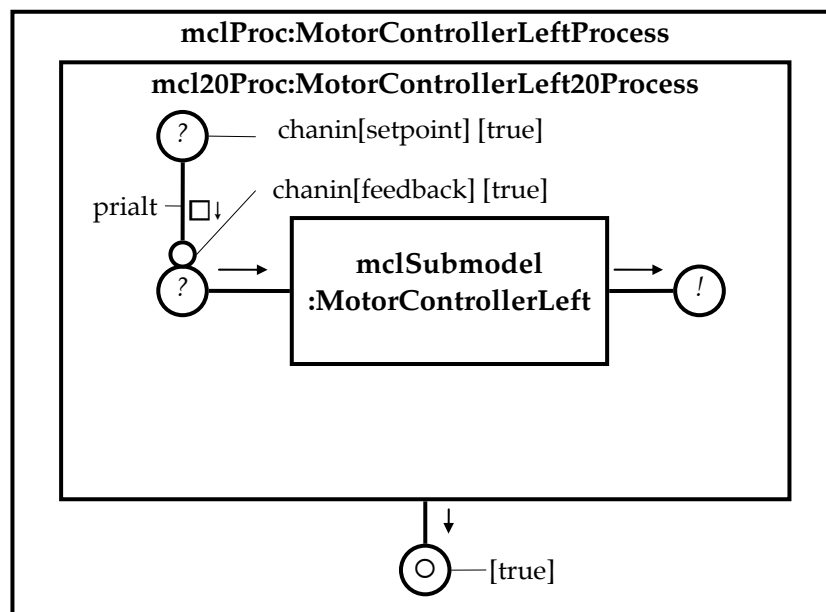 mclProc:MotorControllerLeftProcess
mcl20Proc:MotorControllerLeft20Process
?
chanin[setpoint] [true]
chanin[feedback] [true]
prialt
□↓
mclSubmodel
:MotorControllerLeft
?
!
[true]